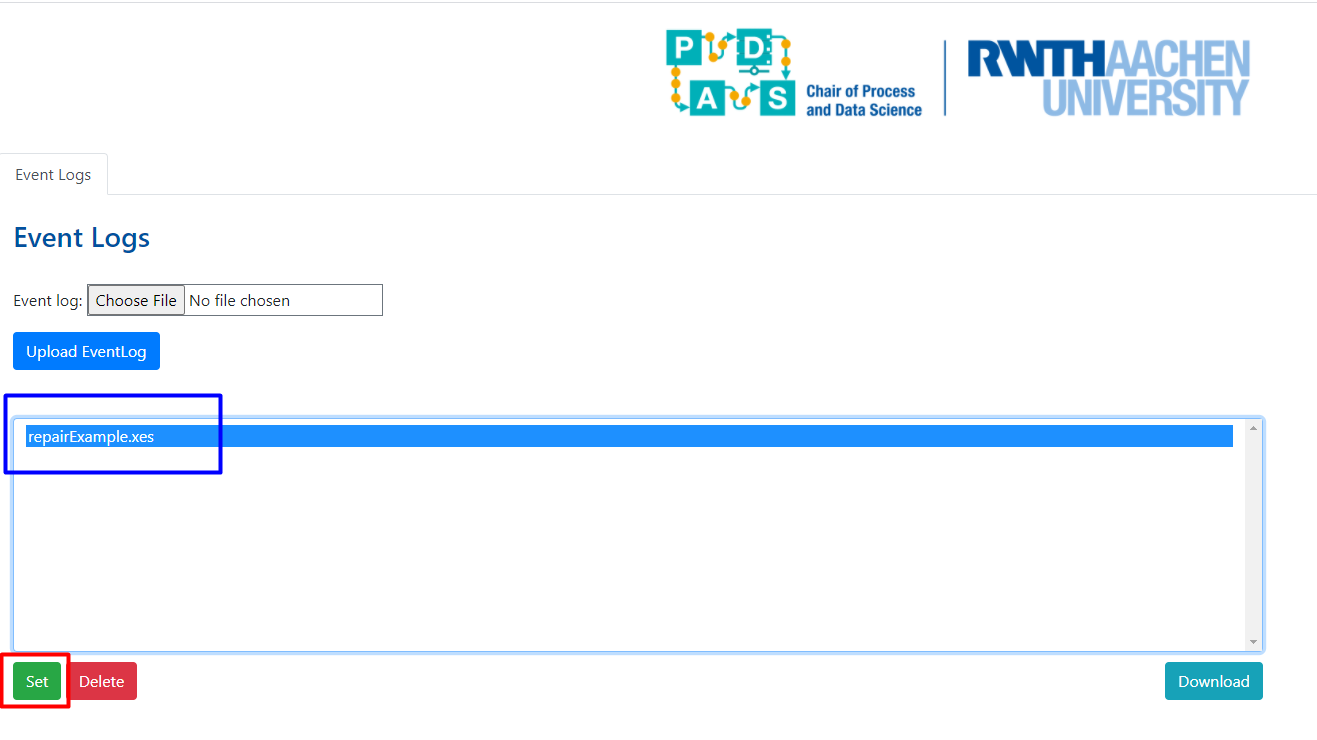 P D
A S
Chair of Process
and Data Science
RWTH AACHEN
UNIVERSITY
Event Logs
Event Logs
Event log: Choose File No file chosen
Upload EventLog
repairExample.xes
Set Delete Download